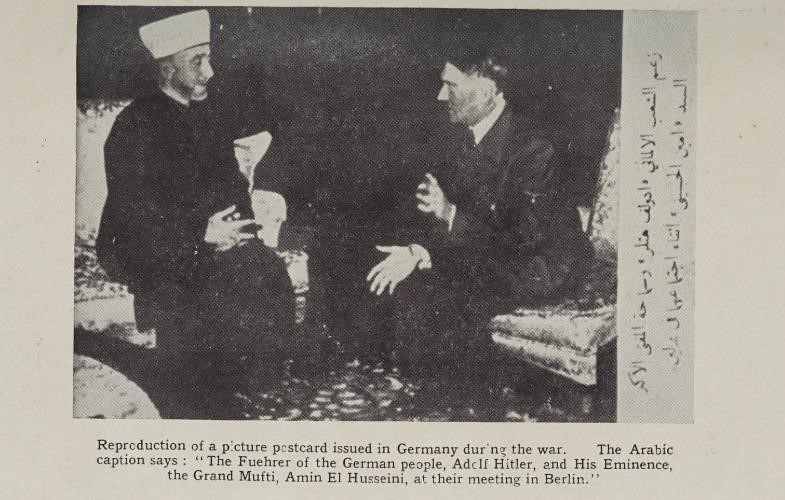 زعيم الشعب الالماني «ادولف هتلر» وسماحة المفتي الاكبر
السيد «امين الحسيني» اثناء اجتماعهما في برلين
Reproduction of a picture postcard issued in Germany dur'ng the war. The Arabic
caption says : “The Fuehrer of the German people, Adclf Hitler, and His Eminence,
the Grand Mufti, Amin El Husseini, at their meeting in Berlin.’’